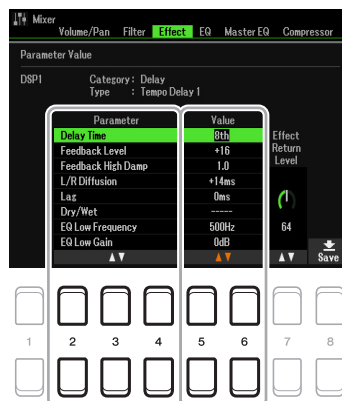 Mixer
Volume/Pan Filter Effect EQ Master EQ Compressor
Parameter Value
DSP1 Category : Delay
Type : Tempo Delay 1
Parameter Value
Delay Time 8th
Feedback Level +16
Feedback High Damp 1.0
L/R Diffusion +14ms
Lag 0ms
Dry/Wet -----
EQ Low Frequency 500Hz
EQ Low Gain 0dB
Effect
Return
Level
64
▲▼ ▲▼ ▲▼ Save
1 2 3 4 5 6 7 8